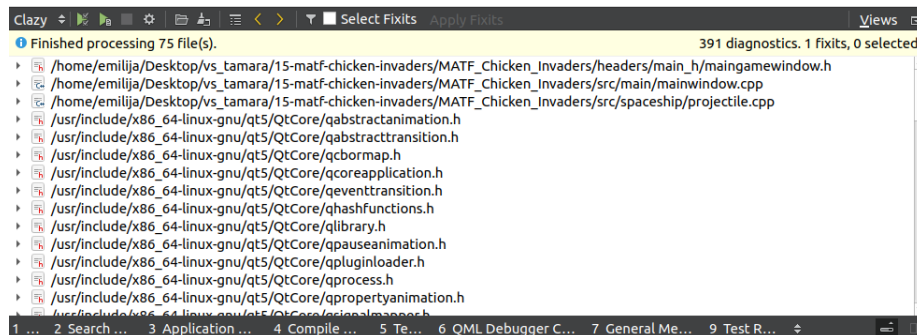 Clazy Select Fixits Apply Fixits Views
Finished processing 75 file(s). 391 diagnostics. 1 fixits, 0 selected
/home/emilija/Desktop/vs_tamara/15-matf-chicken-invaders/MATF_Chicken_Invaders/headers/main_h/maingamewindow.h
/home/emilija/Desktop/vs_tamara/15-matf-chicken-invaders/MATF_Chicken_Invaders/src/main/mainwindow.cpp
/home/emilija/Desktop/vs_tamara/15-matf-chicken-invaders/MATF_Chicken_Invaders/src/spaceship/projectile.cpp
/usr/include/x86_64-linux-gnu/qt5/QtCore/qabstractanimation.h
/usr/include/x86_64-linux-gnu/qt5/QtCore/qabstracttransition.h
/usr/include/x86_64-linux-gnu/qt5/QtCore/qcbormap.h
/usr/include/x86_64-linux-gnu/qt5/QtCore/qcoreapplication.h
/usr/include/x86_64-linux-gnu/qt5/QtCore/qeventtransition.h
/usr/include/x86_64-linux-gnu/qt5/QtCore/qhashfunctions.h
/usr/include/x86_64-linux-gnu/qt5/QtCore/qlibrary.h
/usr/include/x86_64-linux-gnu/qt5/QtCore/qpauseanimation.h
/usr/include/x86_64-linux-gnu/qt5/QtCore/qpluginloader.h
/usr/include/x86_64-linux-gnu/qt5/QtCore/qprocess.h
/usr/include/x86_64-linux-gnu/qt5/QtCore/qpropertyanimation.h
/usr/include/x86_64-linux-gnu/qt5/QtCore/qsignalmapper.h
1 ... 2 Search ... 3 Application ... 4 Compile ... 5 Te... 6 QML Debugger C... 7 General Me... 9 Test R...